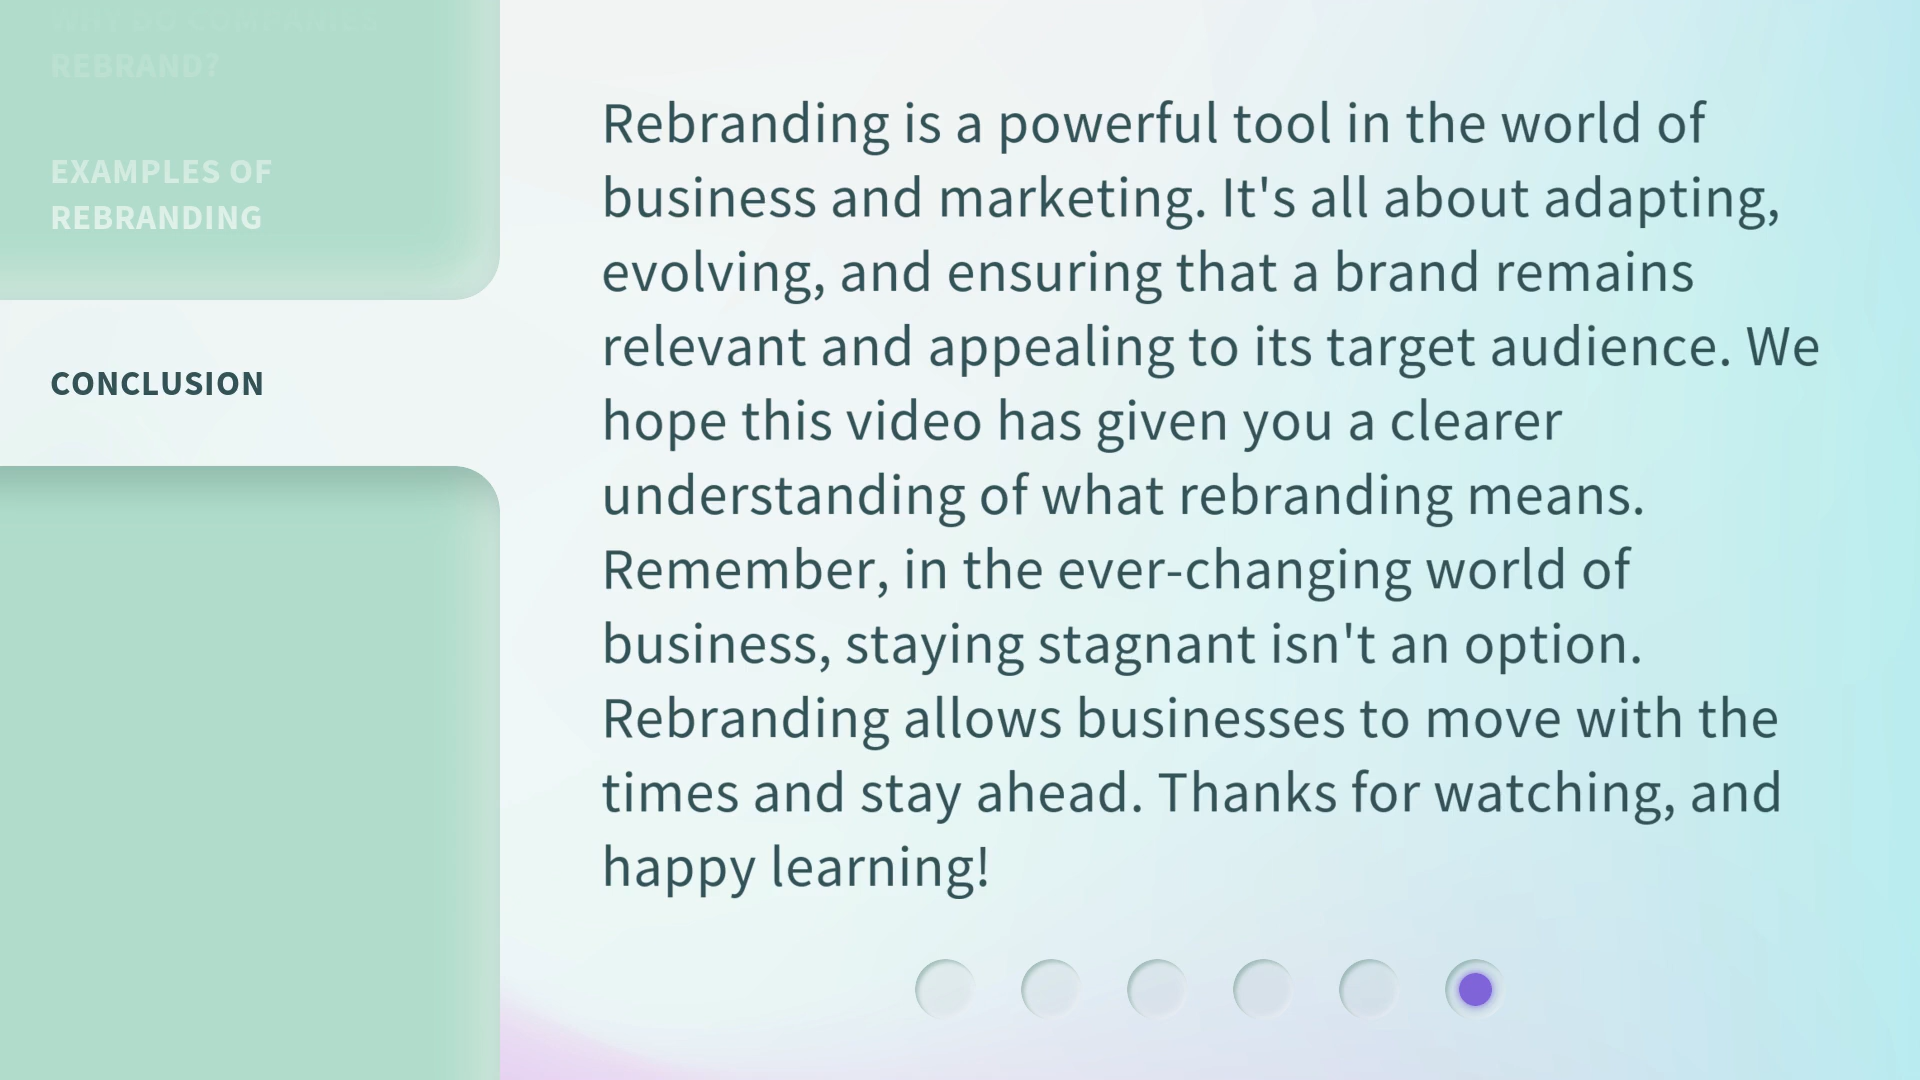 WHY DO COMPANIES
REBRAND?
EXAMPLES OF
REBRANDING
CONCLUSION
Rebranding is a powerful tool in the world of
business and marketing. It's all about adapting,
evolving, and ensuring that a brand remains
relevant and appealing to its target audience. We
hope this video has given you a clearer
understanding of what rebranding means.
Remember, in the ever-changing world of
business, staying stagnant isn't an option.
Rebranding allows businesses to move with the
times and stay ahead. Thanks for watching, and
happy learning!